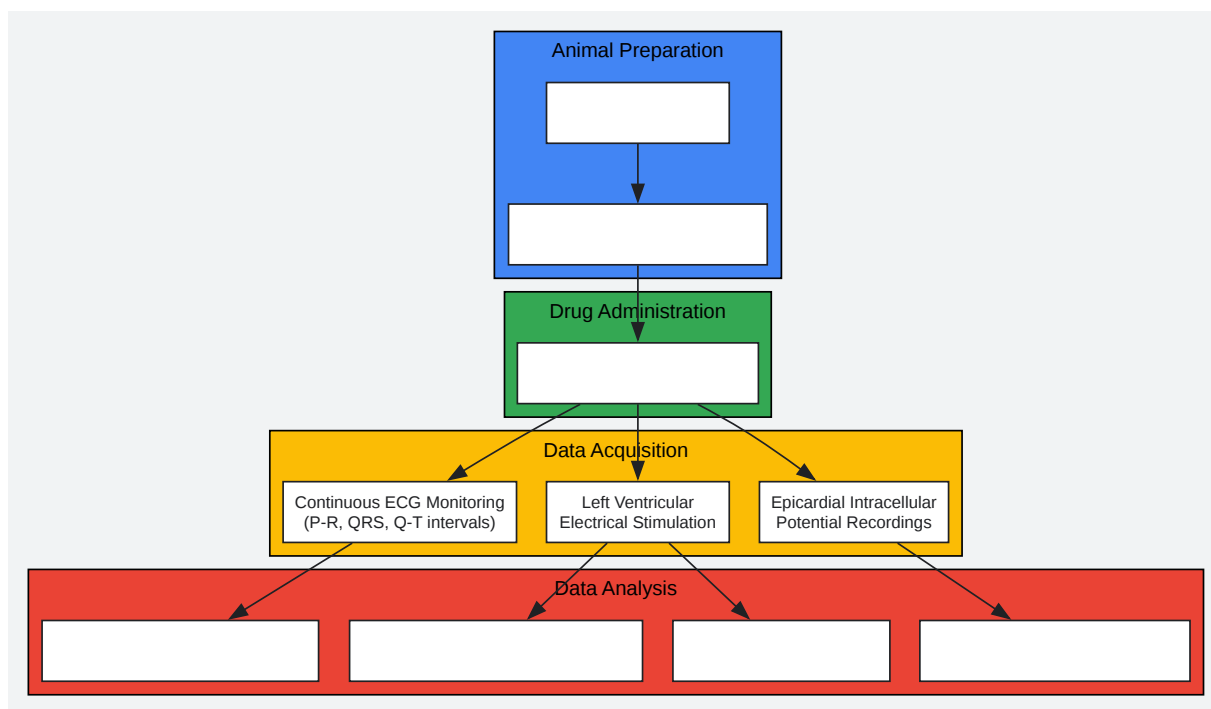 Animal Preparation
Drug Administration
Data Acquisition
Continuous ECG Monitoring
(P-R, QRS, Q-T intervals)
Left Ventricular
Electrical Stimulation
Epicardial Intracellular
Potential Recordings
Data Analysis